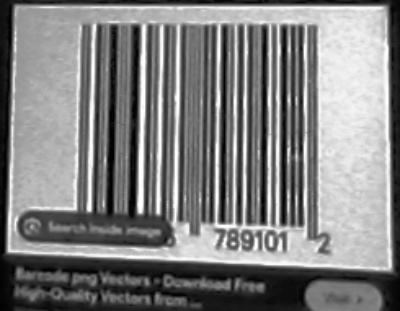 Search inside image
789101 2
Barcode.png Vectors - Download Free
High-Quality Vectors from ...
Visit >